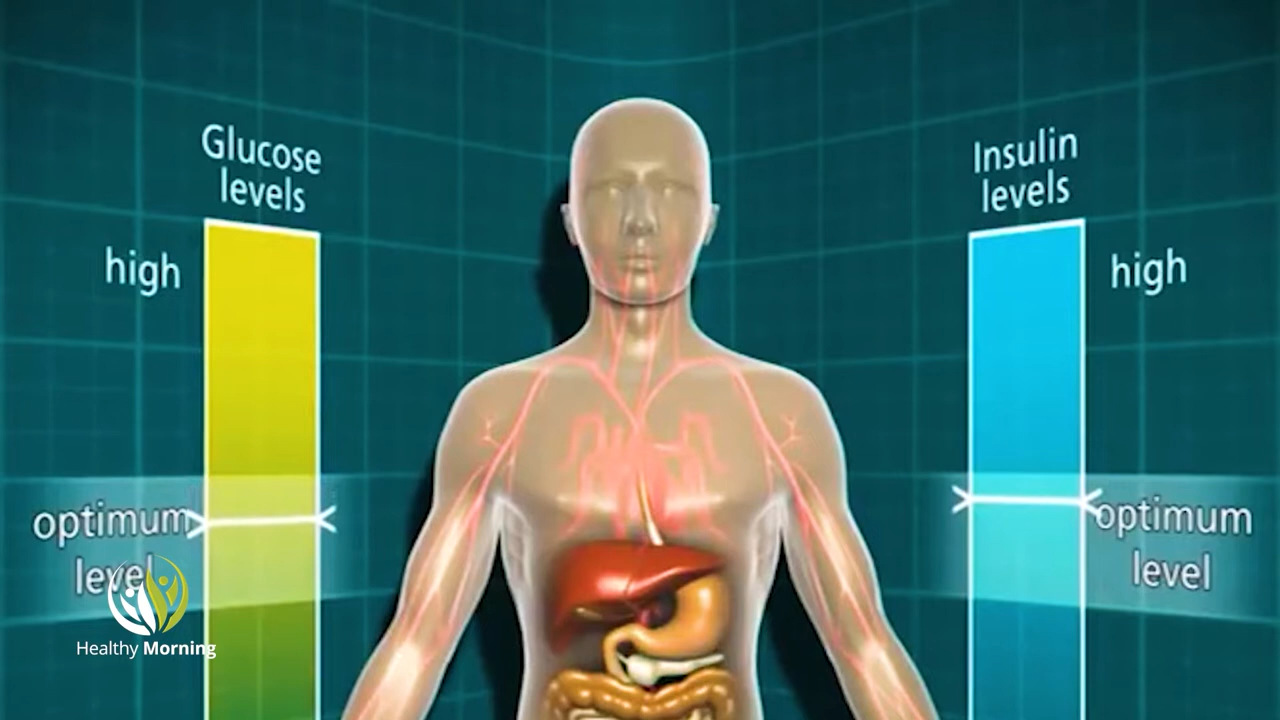 Glucose
levels
high
optimum
level
Healthy Morning
Insulin
levels
high
optimum
level